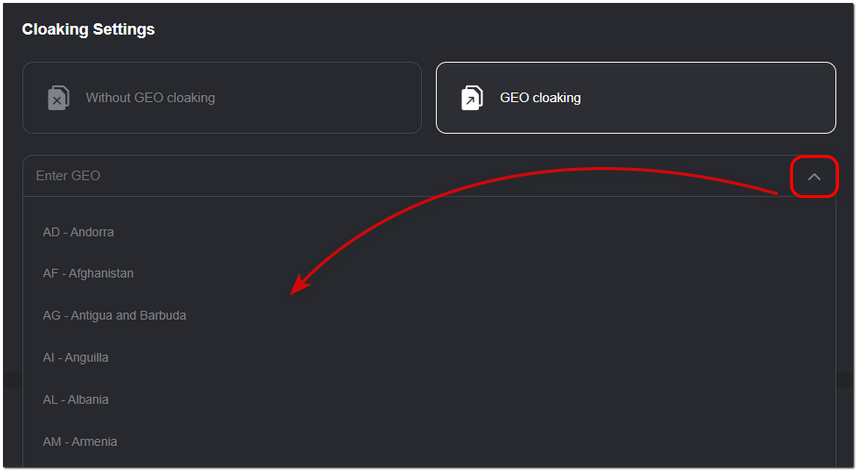 Cloaking Settings
Without GEO cloaking
GEO cloaking
Enter GEO
AD - Andorra
AF - Afghanistan
AG - Antigua and Barbuda
AI - Anguilla
AL - Albania
AM - Armenia